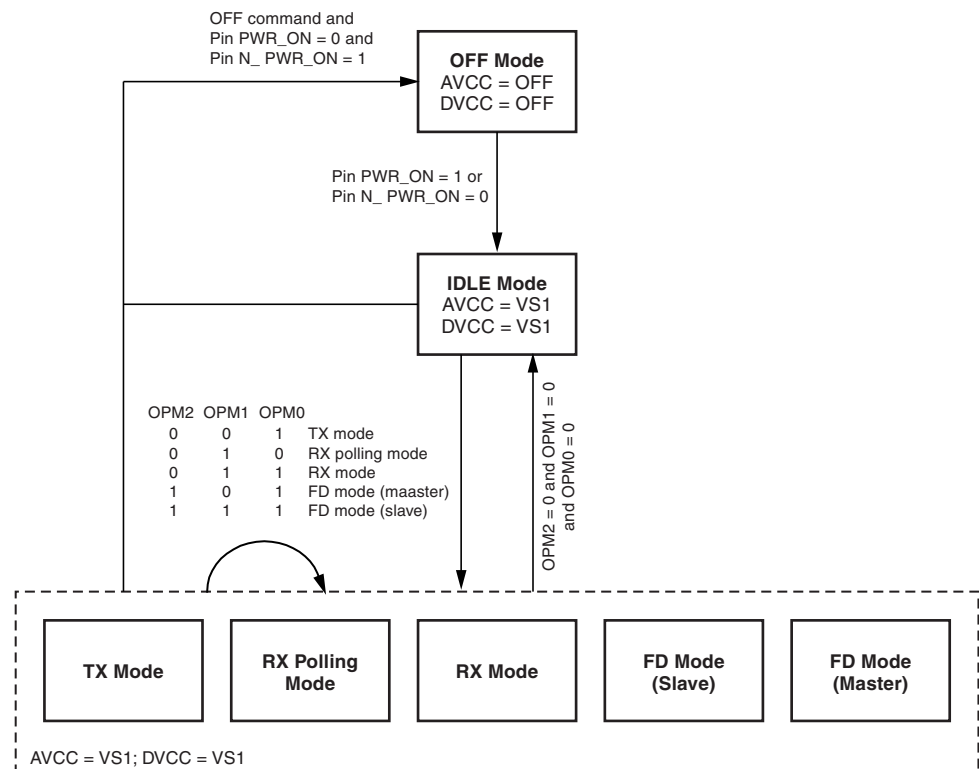 OFF command and
Pin PWR_ON = 0 and
Pin N_ PWR_ON = 1
OFF Mode
AVCC = OFF
DVCC = OFF
Pin PWR_ON = 1 or
Pin N_ PWR_ON = 0
IDLE Mode
AVCC = VS1
DVCC = VS1
OPM2 OPM1 OPM0
0 0 1 TX mode
0 1 0 RX polling mode
0 1 1 RX mode
1 0 1 FD mode (maaster)
1 1 1 FD mode (slave)
OPM2 = 0 and OPM1 = 0
and OPM0 = 0
TX Mode
RX Polling
Mode
RX Mode
FD Mode
(Slave)
FD Mode
(Master)
AVCC = VS1; DVCC = VS1